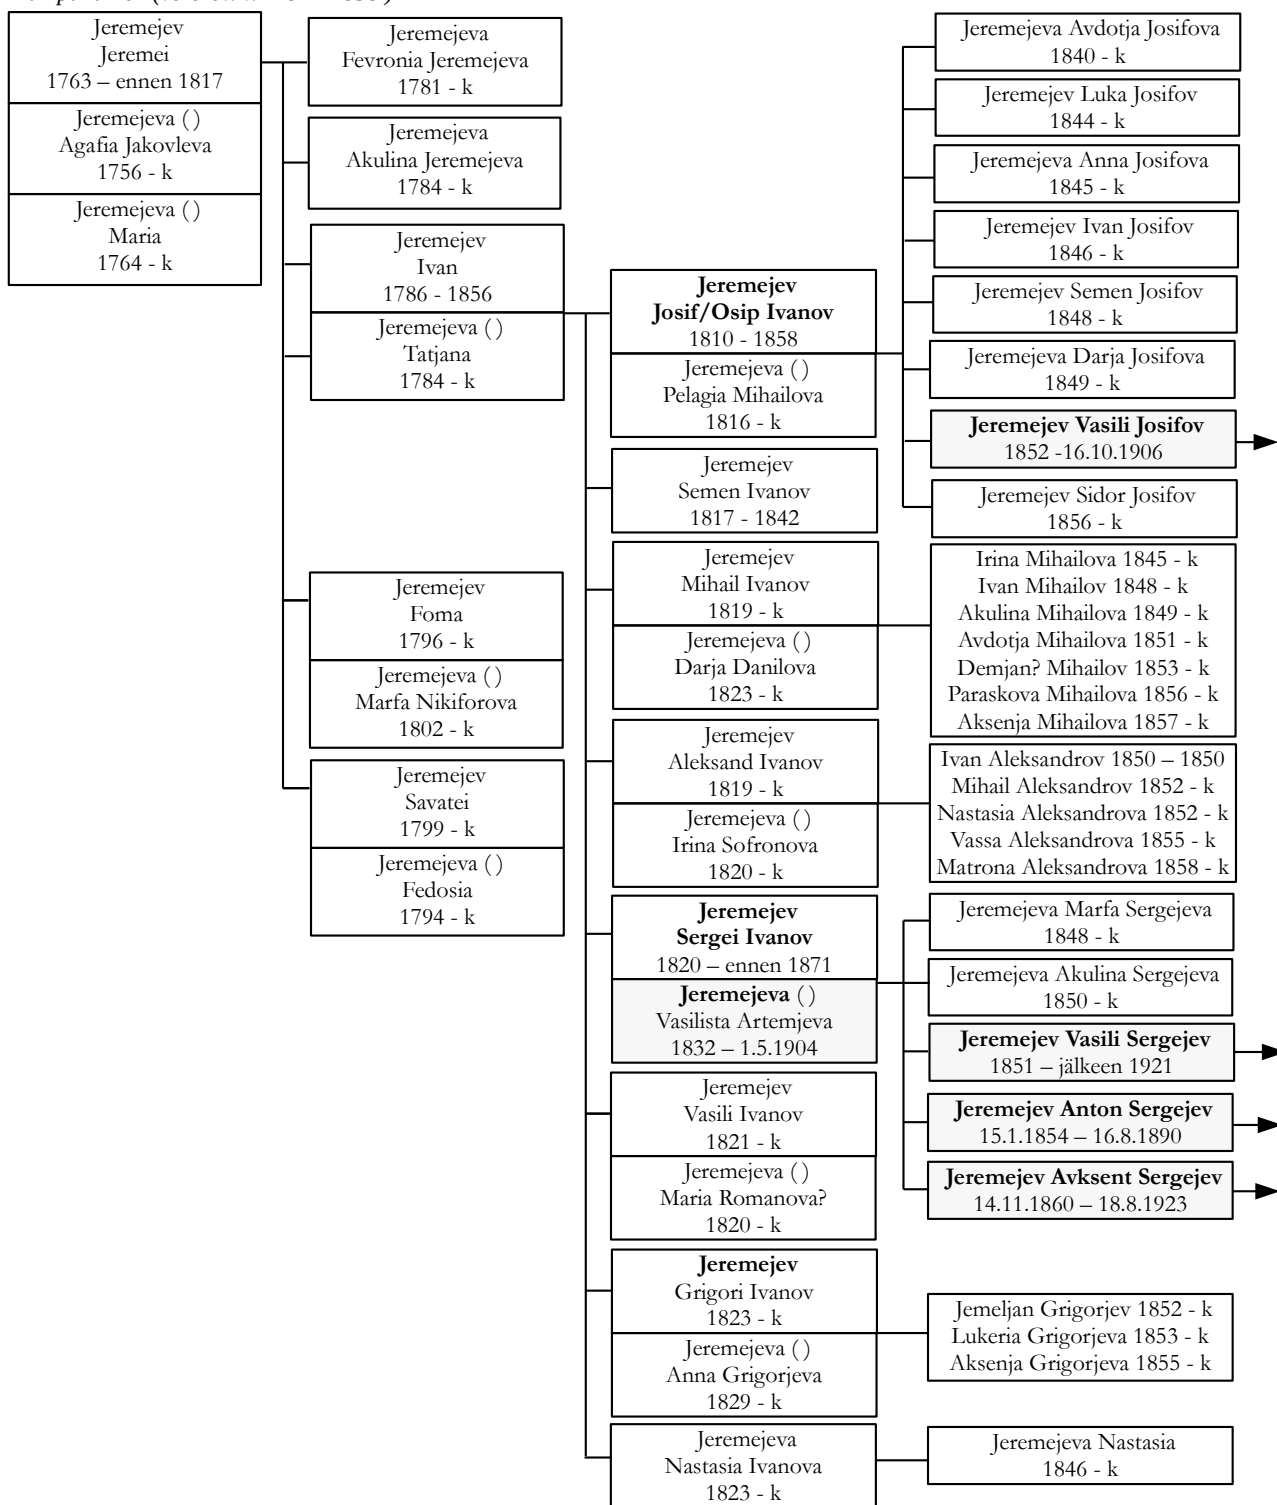 Jeremejev
Jeremei
1763 – ennen 1817
Jeremejeva ( )
Agafia Jakovleva
1756 - k
Jeremejeva ( )
Maria
1764 - k
Jeremejeva
Fevronia Jeremejeva
1781 - k
Jeremejeva
Akulina Jeremejeva
1784 - k
Jeremejev
Ivan
1786 - 1856
Jeremejeva ( )
Tatjana
1784 - k
Jeremejev
Foma
1796 - k
Jeremejeva ( )
Marfa Nikiforova
1802 - k
Jeremejev
Savatei
1799 - k
Jeremejeva ( )
Fedosia
1794 - k
Jeremejev
Josif/Osip Ivanov
1810 - 1858
Jeremejeva ( )
Pelagia Mihailova
1816 - k
Jeremejev
Semen Ivanov
1817 - 1842
Jeremejev
Mihail Ivanov
1819 - k
Jeremejeva ( )
Darja Danilova
1823 - k
Jeremejev
Aleksand Ivanov
1819 - k
Jeremejeva ( )
Irina Sofronova
1820 - k
Jeremejev
Sergei Ivanov
1820 – ennen 1871
Jeremejeva ( )
Vasilista Artemjeva
1832 – 1.5.1904
Jeremejev
Vasili Ivanov
1821 - k
Jeremejeva ( )
Maria Romanova?
1820 - k
Jeremejev
Grigori Ivanov
1823 - k
Jeremejeva ( )
Anna Grigorjeva
1829 - k
Jeremejeva
Nastasia Ivanova
1823 - k
Jeremejeva Avdotja Josifova
1840 - k
Jeremejev Luka Josifov
1844 - k
Jeremejeva Anna Josifova
1845 - k
Jeremejev Ivan Josifov
1846 - k
Jeremejev Semen Josifov
1848 - k
Jeremejeva Darja Josifova
1849 - k
Jeremejev Vasili Josifov
1852 -16.10.1906
Jeremejev Sidor Josifov
1856 - k
Irina Mihailova 1845 - k
Ivan Mihailov 1848 - k
Akulina Mihailova 1849 - k
Avdotja Mihailova 1851 - k
Demjan? Mihailov 1853 - k
Paraskova Mihailova 1856 - k
Aksenja Mihailova 1857 - k
Ivan Aleksandrov 1850 – 1850
Mihail Aleksandrov 1852 - k
Nastasia Aleksandrova 1852 - k
Vassa Aleksandrova 1855 - k
Matrona Aleksandrova 1858 - k
Jeremejeva Marfa Sergejeva
1848 - k
Jeremejeva Akulina Sergejeva
1850 - k
Jeremejev Vasili Sergejev
1851 – jälkeen 1921
Jeremejev Anton Sergejev
15.1.1854 – 16.8.1890
Jeremejev Avksent Sergejev
14.11.1860 – 18.8.1923
Jemeljan Grigorjev 1852 - k
Lukeria Grigorjeva 1853 - k
Aksenja Grigorjeva 1855 - k
Jeremejeva Nastasia
1846 - k